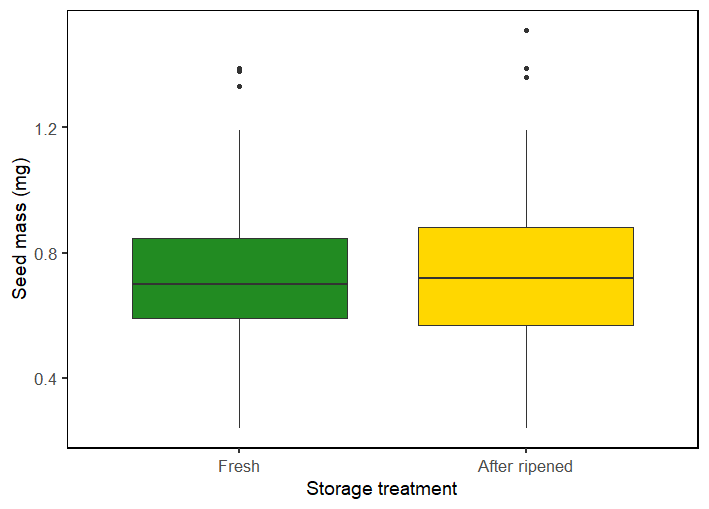 Seed mass (mg)
1.2
0.8
0.4
Fresh
After ripened
Storage treatment